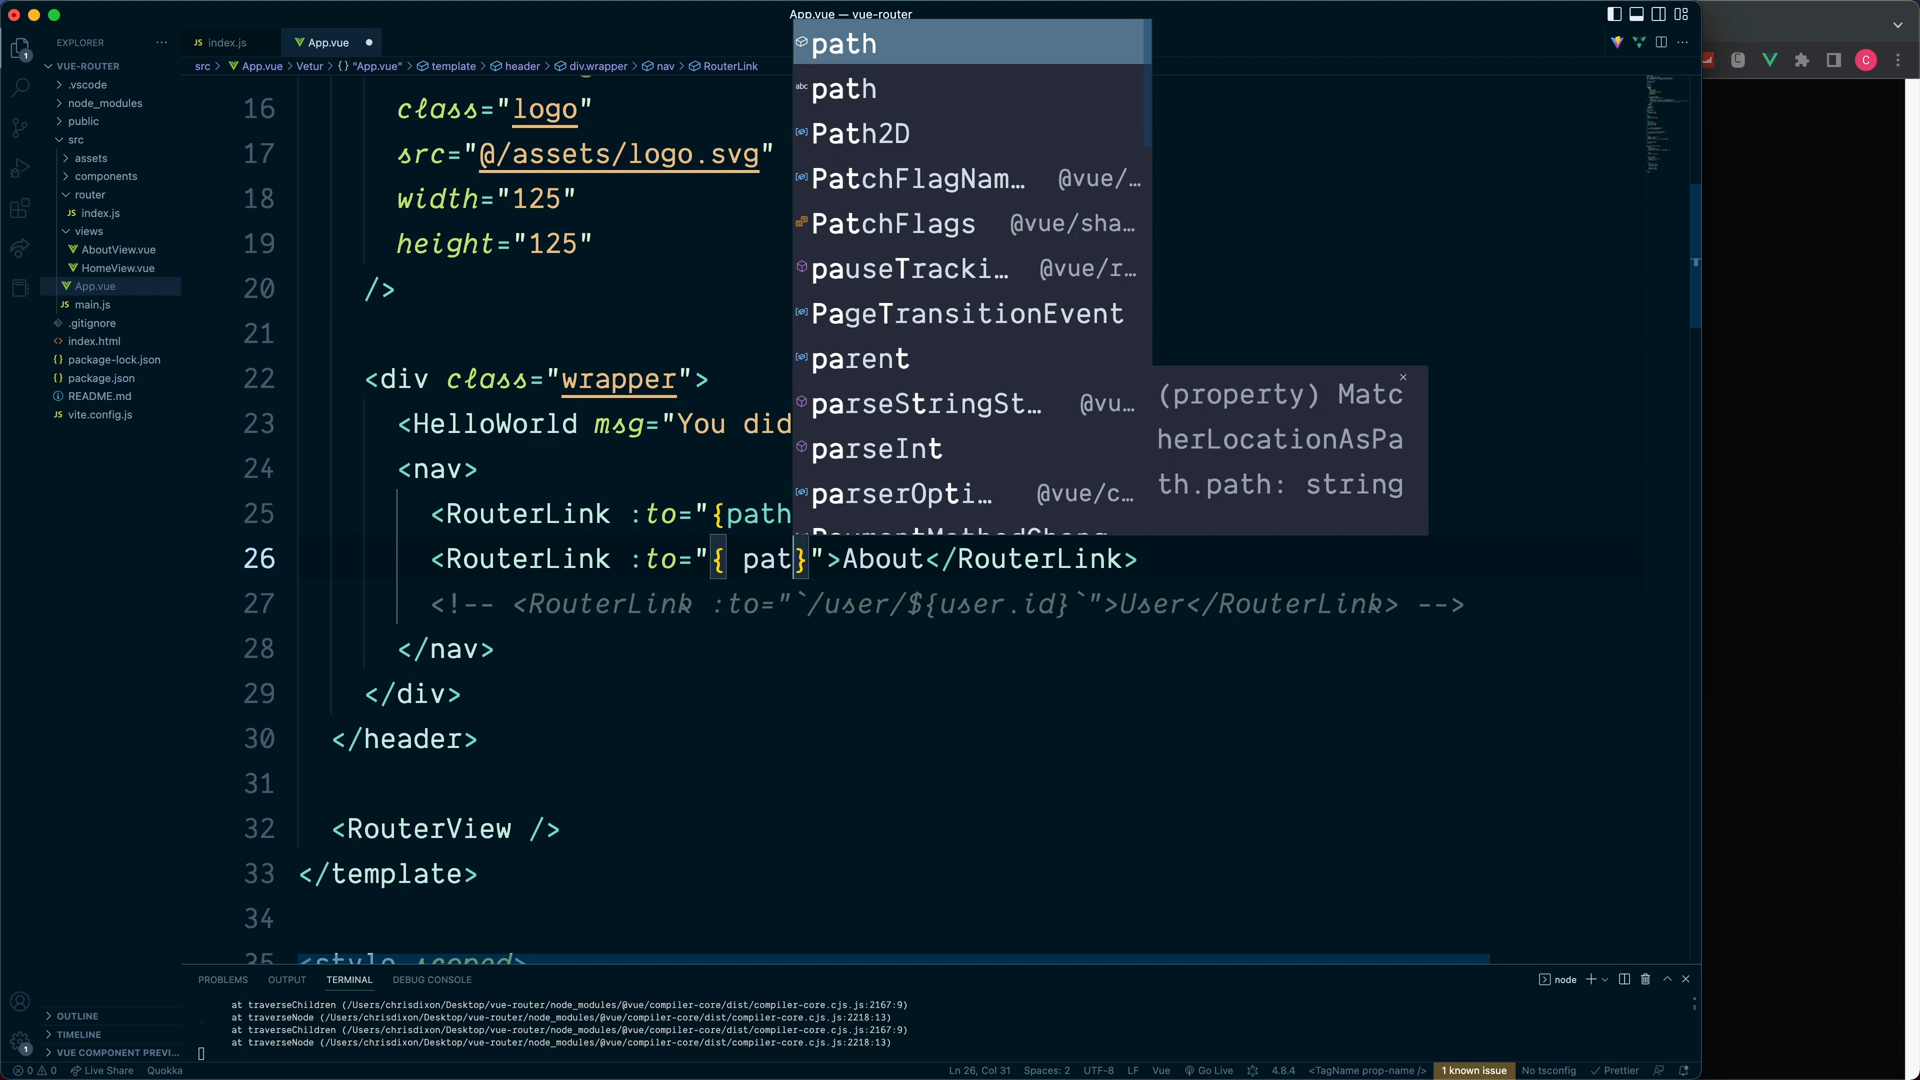 App.vue — vue-router
EXPLORER
VUE-ROUTER
.vscode
node_modules
public
src
assets
components
router
index.js
views
AboutView.vue
HomeView.vue
App.vue
main.js
.gitignore
index.html
package-lock.json
package.json
README.md
vite.config.js
OUTLINE
TIMELINE
VUE COMPONENT PREVI...
index.js
App.vue
src > App.vue > Vetur > {} "App.vue" > template > header > div.wrapper > nav > RouterLink
16 class="logo"
17 src="@/assets/logo.svg"
18 width="125"
19 height="125"
20 />
21
22 <div class="wrapper">
23 <HelloWorld msg="You did
24 <nav>
25 <RouterLink :to="{path
26 <RouterLink :to="{ pat}">About</RouterLink>
27 <!-- <RouterLink :to="`/user/${user.id}`">User</RouterLink> -->
28 </nav>
29 </div>
30 </header>
31
32 <RouterView />
33 </template>
34
35 <style scoped>
path
path
Path2D
PatchFlagNam… @vue/…
PatchFlags @vue/sha…
pauseTracki… @vue/r…
PageTransitionEvent
parent
parseStringSt… @vu…
parseInt
parserOpti… @vue/c…
(property) Matc
herLocationAsPa
th.path: string
C
PROBLEMS OUTPUT TERMINAL DEBUG CONSOLE
node
at traverseChildren (/Users/chrisdixon/Desktop/vue-router/node_modules/@vue/compiler-core/dist/compiler-core.cjs.js:2167:9)
at traverseNode (/Users/chrisdixon/Desktop/vue-router/node_modules/@vue/compiler-core/dist/compiler-core.cjs.js:2218:13)
at traverseChildren (/Users/chrisdixon/Desktop/vue-router/node_modules/@vue/compiler-core/dist/compiler-core.cjs.js:2167:9)
at traverseNode (/Users/chrisdixon/Desktop/vue-router/node_modules/@vue/compiler-core/dist/compiler-core.cjs.js:2218:13)
0 0 Live Share Quokka Ln 26, Col 31 Spaces: 2 UTF-8 LF Vue Go Live 4.8.4 <TagName prop-name /> 1 known issue No tsconfig Prettier